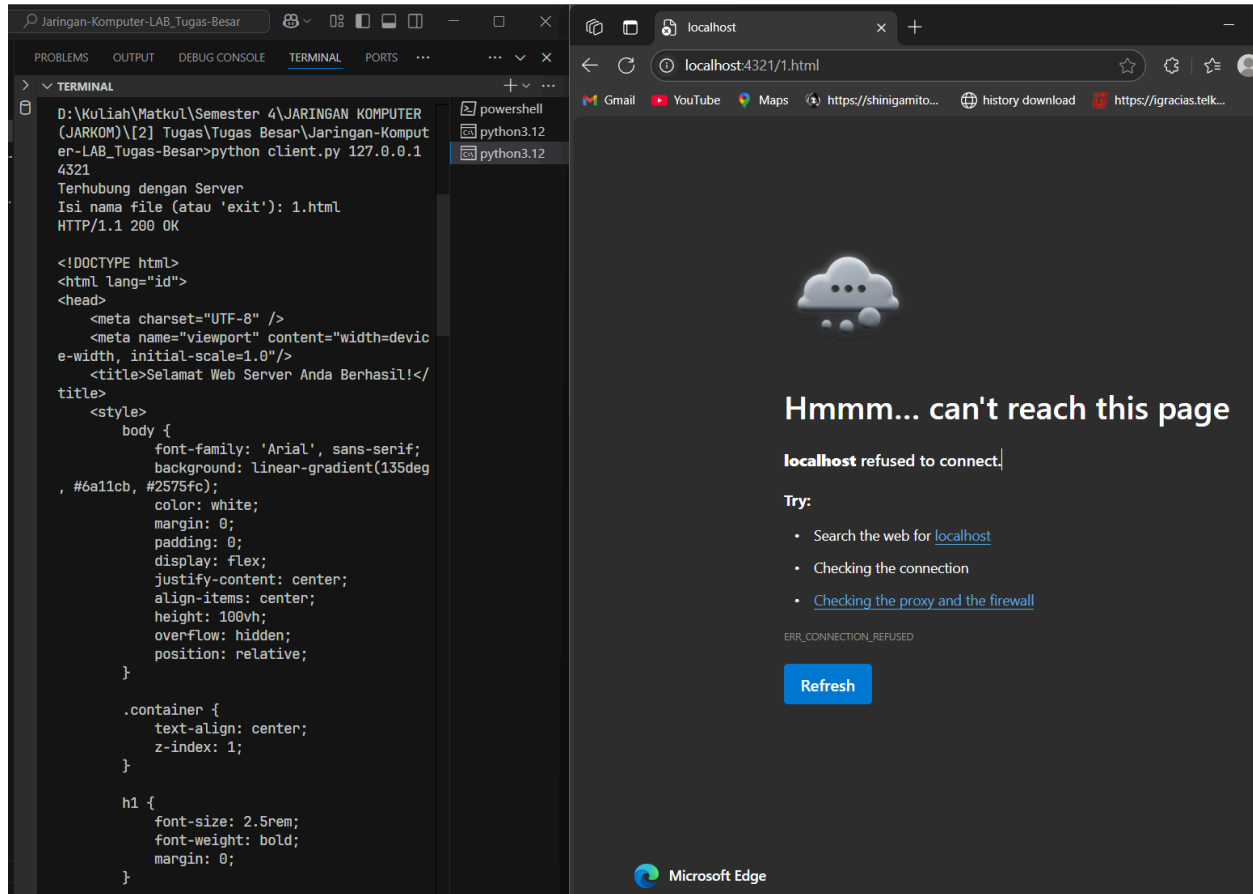 Jaringan-Komputer-LAB_Tugas-Besar
PROBLEMS OUTPUT DEBUG CONSOLE TERMINAL PORTS ···
TERMINAL
powershell
python3.12
python3.12
D:\Kuliah\Matkul\Semester 4\JARINGAN KOMPUTER
(JARKOM)\[2] Tugas\Tugas Besar\Jaringan-Komput
er-LAB_Tugas-Besar>python client.py 127.0.0.1
4321
Terhubung dengan Server
Isi nama file (atau 'exit'): 1.html
HTTP/1.1 200 OK
<!DOCTYPE html>
<html lang="id">
<head>
<meta charset="UTF-8" />
<meta name="viewport" content="width=devic
e-width, initial-scale=1.0"/>
<title>Selamat Web Server Anda Berhasil!</
title>
<style>
body {
font-family: 'Arial', sans-serif;
background: linear-gradient(135deg
, #6a11cb, #2575fc);
color: white;
margin: 0;
padding: 0;
display: flex;
justify-content: center;
align-items: center;
height: 100vh;
overflow: hidden;
position: relative;
}
.container {
text-align: center;
z-index: 1;
}
h1 {
font-size: 2.5rem;
font-weight: bold;
margin: 0;
}
localhost
localhost:4321/1.html
Gmail YouTube Maps https://shinigamito... history download https://igracias.telk...
Hmmm... can't reach this page
localhost refused to connect.
Try:
• Search the web for localhost
• Checking the connection
• Checking the proxy and the firewall
ERR_CONNECTION_REFUSED
Refresh
Microsoft Edge